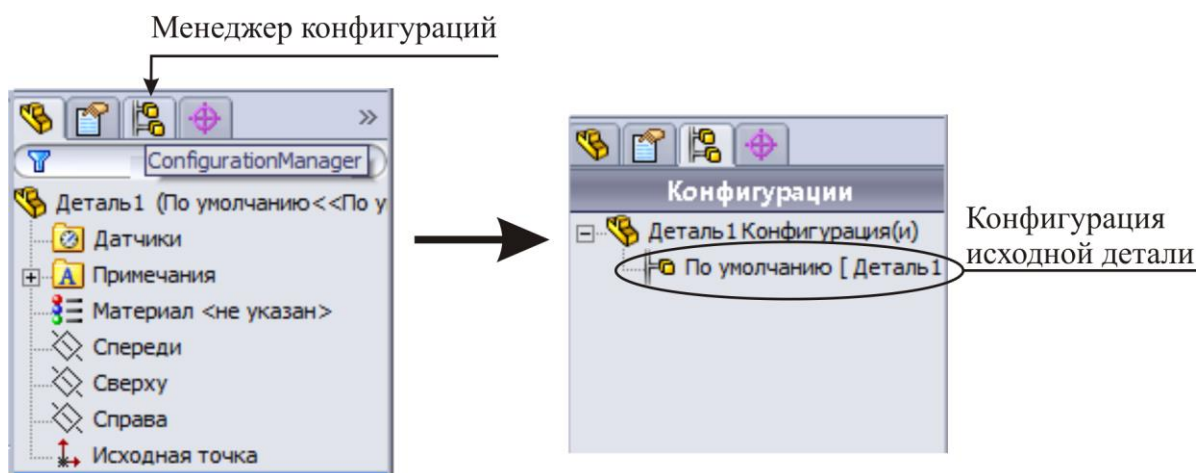 Менеджер конфигураций
ConfigurationManager
Деталь1 (По умолчанию<<По у
Датчики
Примечания
Материал <не указан>
Спереди
Сверху
Справа
Исходная точка
Конфигурации
Деталь1 Конфигурация(и)
По умолчанию [ Деталь1
Конфигурация
исходной детали